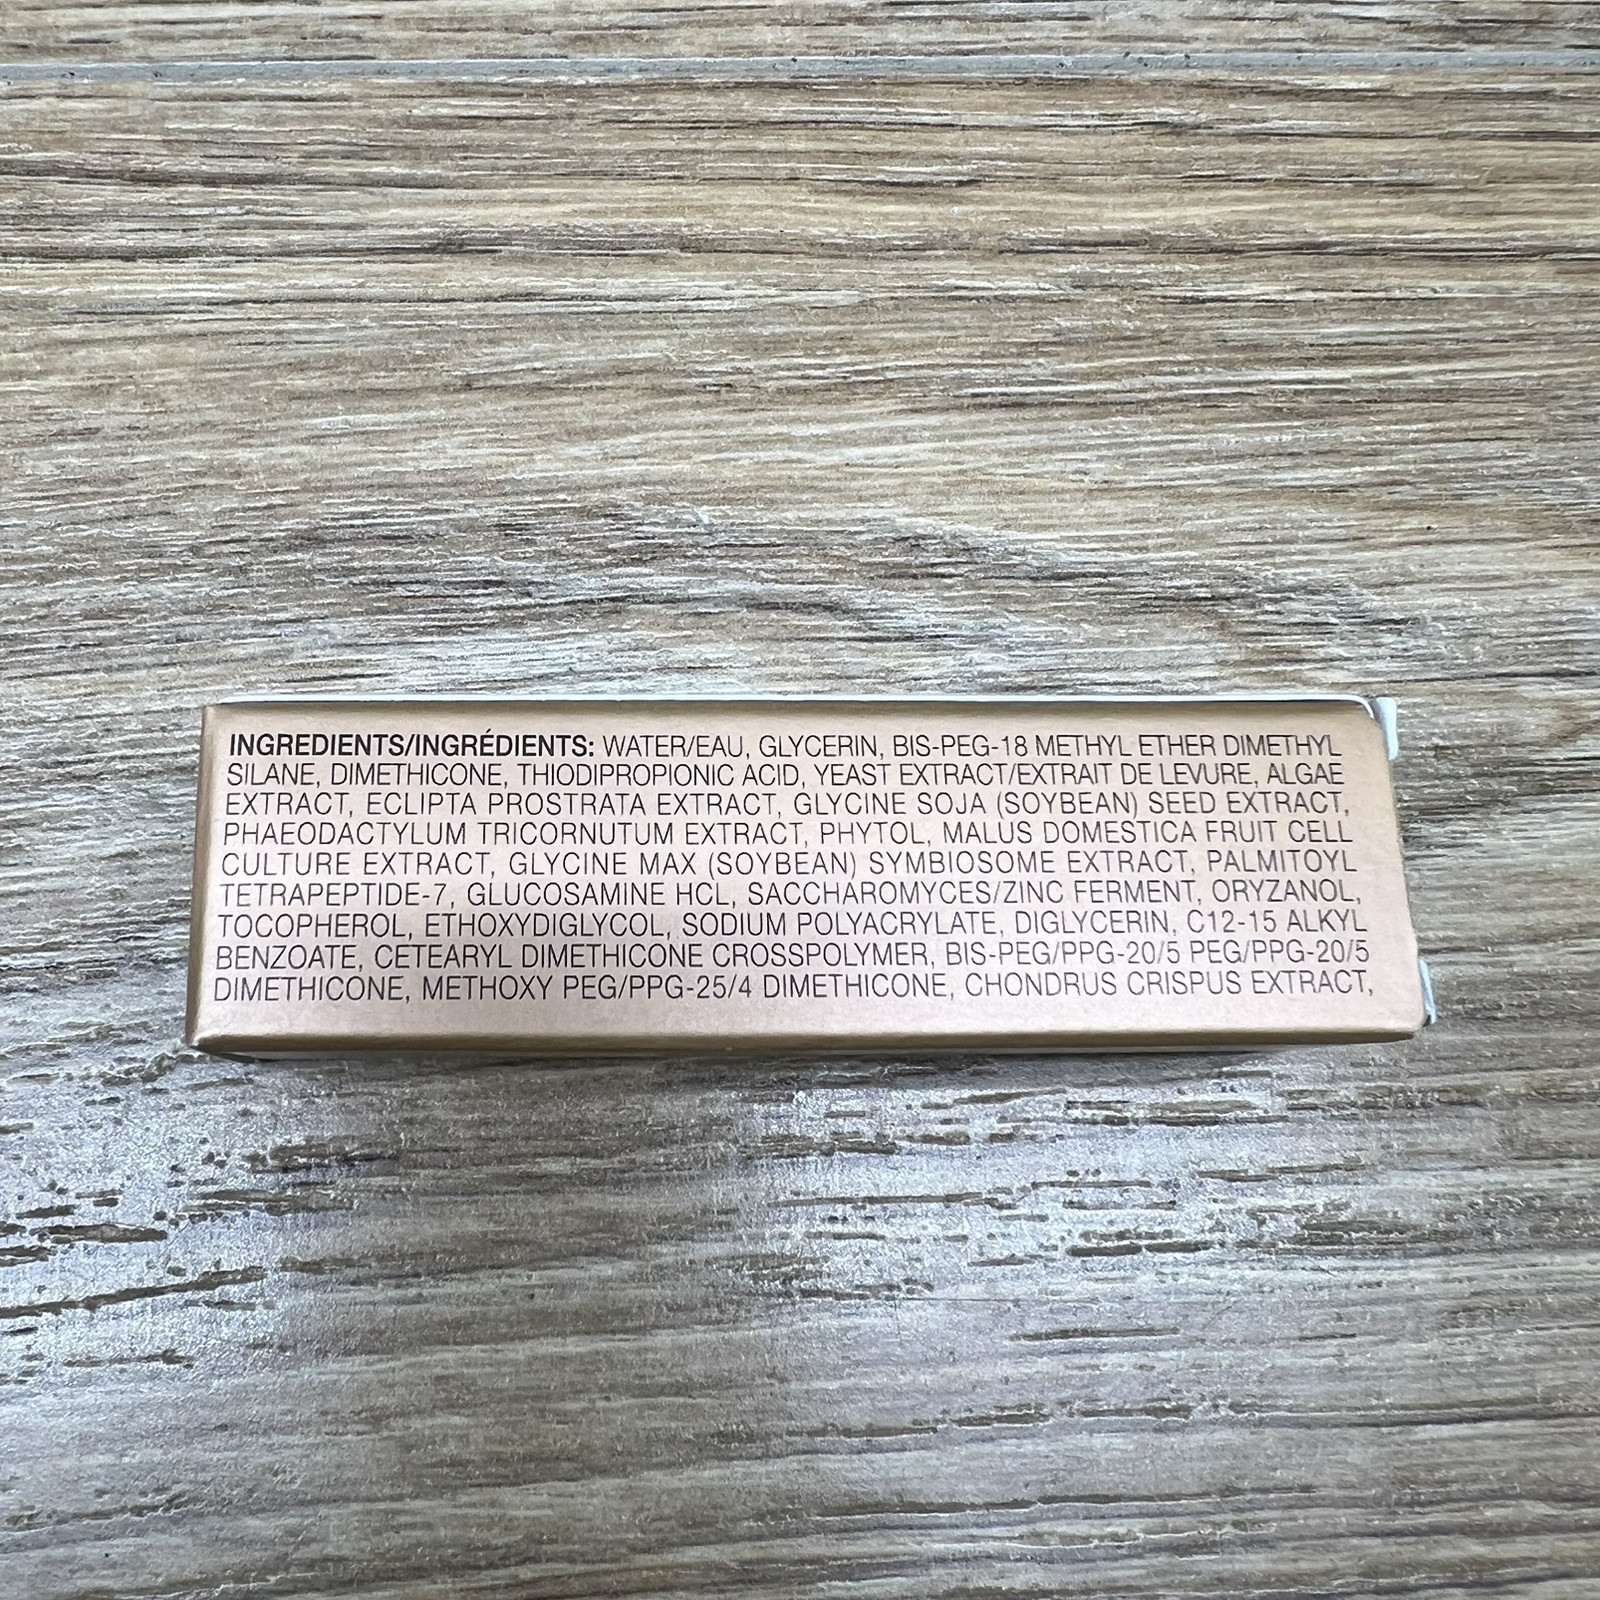 INGREDIENTS/INGRÉDIENTS: WATER/EAU, GLYCERIN, BIS-PEG-18 METHYL ETHER DIMETHYL
SILANE, DIMETHICONE, THIODIPROPIONIC ACID, YEAST EXTRACT/EXTRAIT DE LEVURE, ALGAE
EXTRACT, ECLIPTA PROSTRATA EXTRACT, GLYCINE SOJA (SOYBEAN) SEED EXTRACT,
PHAEODACTYLUM TRICORNUTUM EXTRACT, PHYTOL, MALUS DOMESTICA FRUIT CELL
CULTURE EXTRACT, GLYCINE MAX (SOYBEAN) SYMBIOSOME EXTRACT, PALMITOYL
TETRAPEPTIDE-7, GLUCOSAMINE HCL, SACCHAROMYCES/ZINC FERMENT, ORYZANOL,
TOCOPHEROL, ETHOXYDIGLYCOL, SODIUM POLYACRYLATE, DIGLYCERIN, C12-15 ALKYL
BENZOATE, CETEARYL DIMETHICONE CROSSPOLYMER, BIS-PEG/PPG-20/5 PEG/PPG-20/5
DIMETHICONE, METHOXY PEG/PPG-25/4 DIMETHICONE, CHONDRUS CRISPUS EXTRACT,